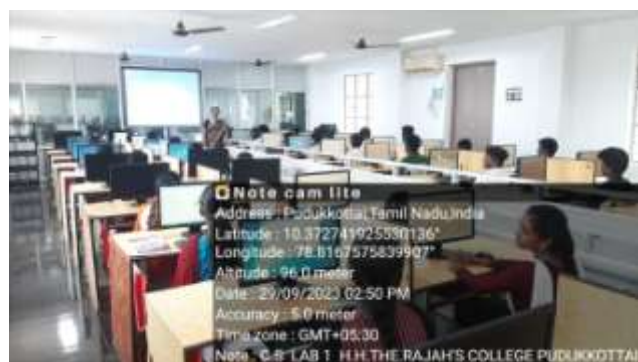 Note cam lite
Address : Pudukkottai,Tamil Nadu,India
Latitude : 10.372741925530136°
Longitude : 78.8167575839907°
Altitude : 96.0 meter
Date : 29/09/2023 02:50 PM
Accuracy : 5.0 meter
Time zone : GMT+05:30
Note : C S LAB 1 H.H.THE RAJAH'S COLLEGE PUDUKKOTTAI